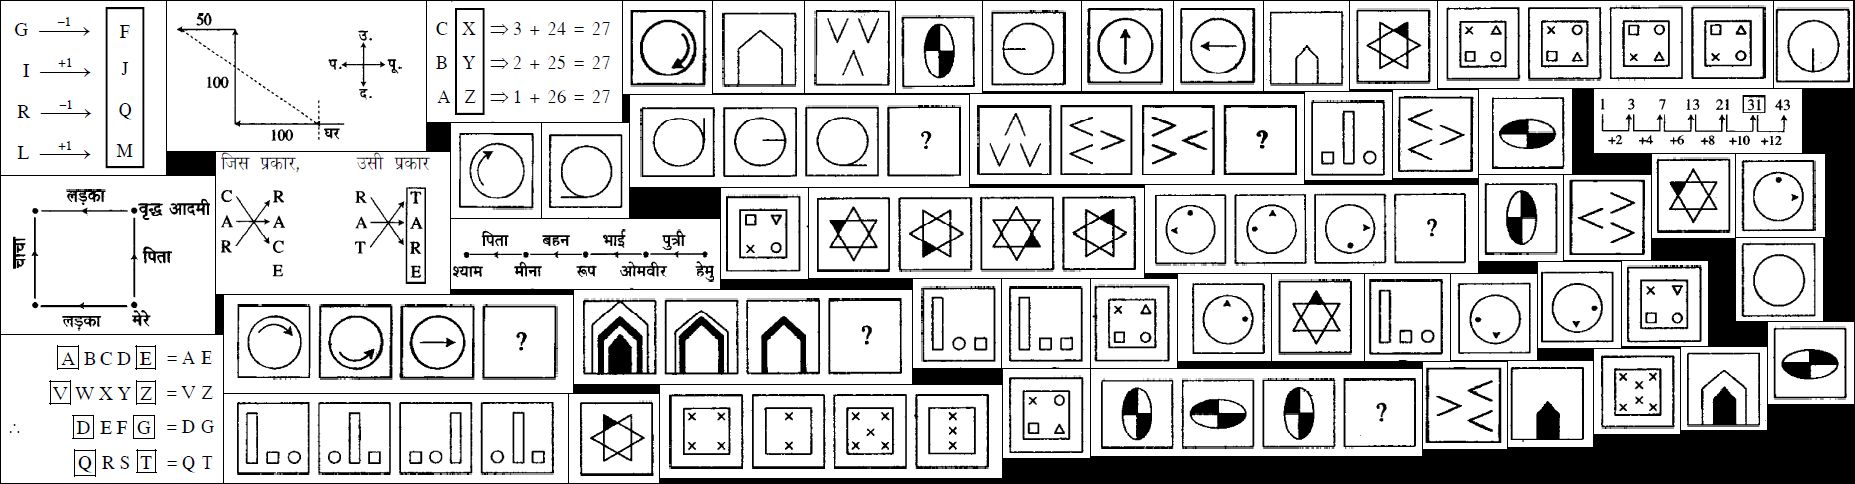 G −1 F
I +1 J
R −1 Q
L +1 M
50
100
100
घर
उ.
प. पू.
द.
C X ⇒ 3 + 24 = 27
B Y ⇒ 2 + 25 = 27
A Z ⇒ 1 + 26 = 27
1 3 7 13 21 31 43
+2 +4 +6 +8 +10 +12
जिस प्रकार, उसी प्रकार
C R
A A
R C
E
R T
A A
T R
E
लड़का
वृद्ध आदमी
चाचा
पिता
लड़का मेरे
पिता बहन भाई पुत्री
श्याम मीना रूप ओमवीर हेमु
A B C D E = A E
V W X Y Z = V Z
∴ D E F G = D G
Q R S T = Q T
?
?
?
?
?
?